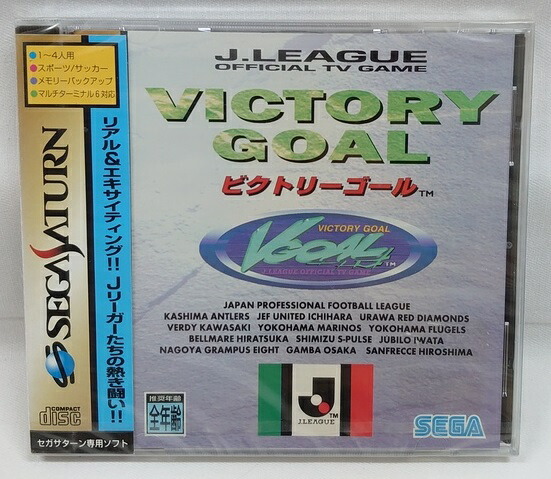 1〜4人用
スポーツ/サッカー
メモリーバックアップ
マルチターミナル6対応
リアル&エキサイティング!! Jリーガーたちの熱き闘い!!
SEGA SATURN
COMPACT
disc
セガサターン専用ソフト
J.LEAGUE
OFFICIAL TV GAME
VICTORY
GOAL
ビクトリーゴール™
VICTORY GOAL
VGOAL™
J.LEAGUE OFFICIAL TV GAME
JAPAN PROFESSIONAL FOOTBALL LEAGUE
KASHIMA ANTLERS JEF UNITED ICHIHARA URAWA RED DIAMONDS
VERDY KAWASAKI YOKOHAMA MARINOS YOKOHAMA FLUGELS
BELLMARE HIRATSUKA SHIMIZU S-PULSE JUBILO IWATA
NAGOYA GRAMPUS EIGHT GAMBA OSAKA SANFRECCE HIROSHIMA
推奨年齢
全年齢
J
TM
J.LEAGUE
SEGA